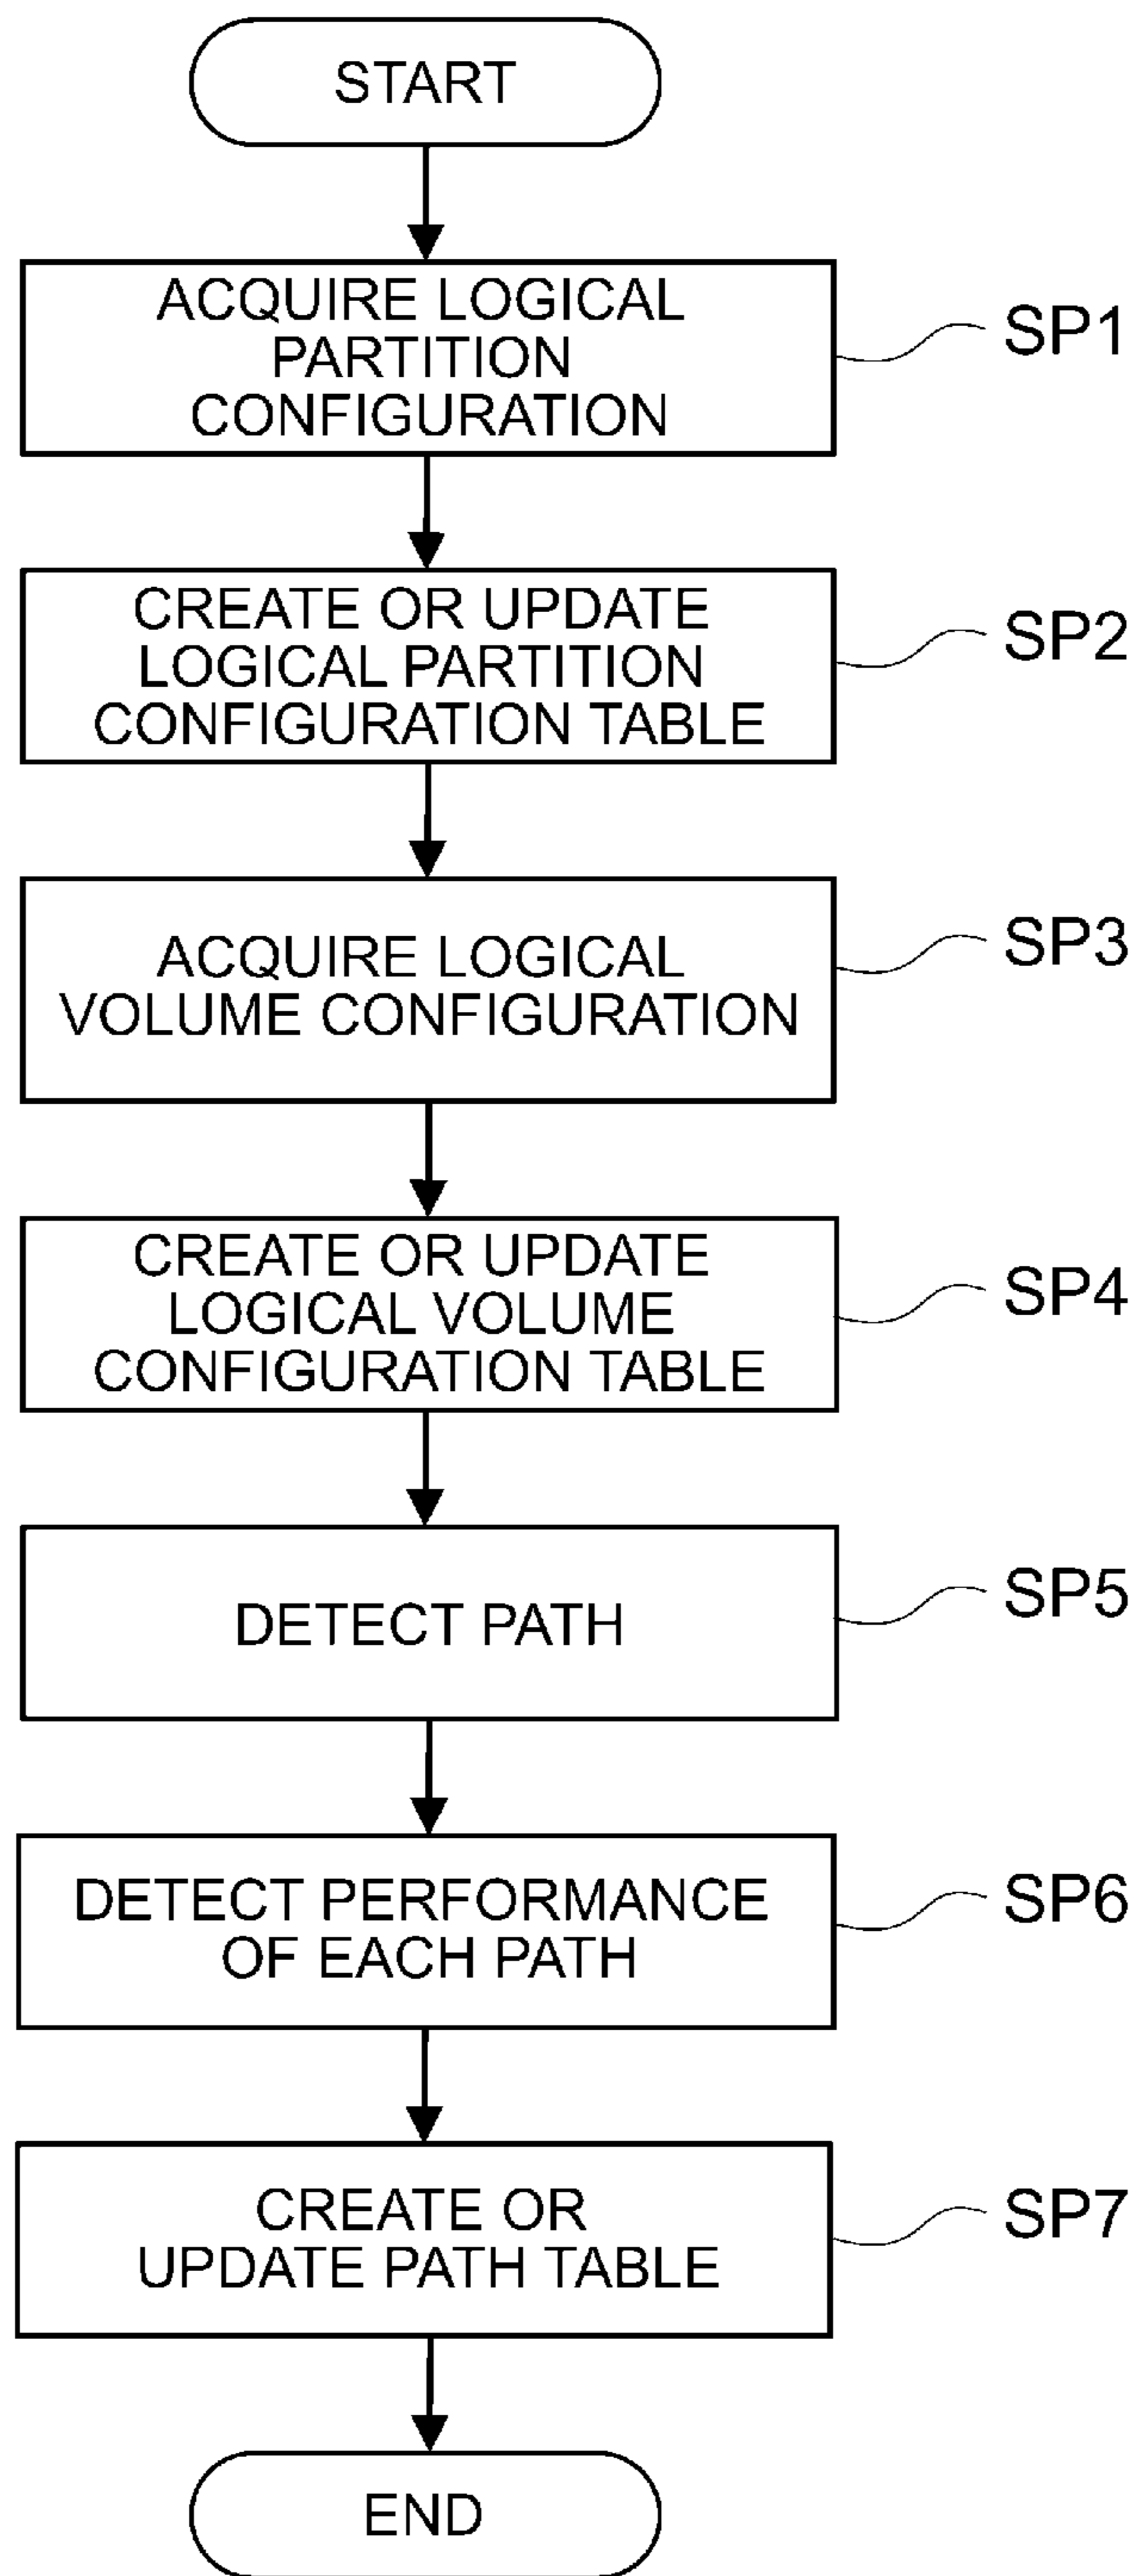 START
ACQUIRE LOGICAL
PARTITION
CONFIGURATION
SP1
CREATE OR UPDATE
LOGICAL PARTITION
CONFIGURATION TABLE
SP2
ACQUIRE LOGICAL
VOLUME CONFIGURATION
SP3
CREATE OR UPDATE
LOGICAL VOLUME
CONFIGURATION TABLE
SP4
DETECT PATH
SP5
DETECT PERFORMANCE
OF EACH PATH
SP6
CREATE OR
UPDATE PATH TABLE
SP7
END